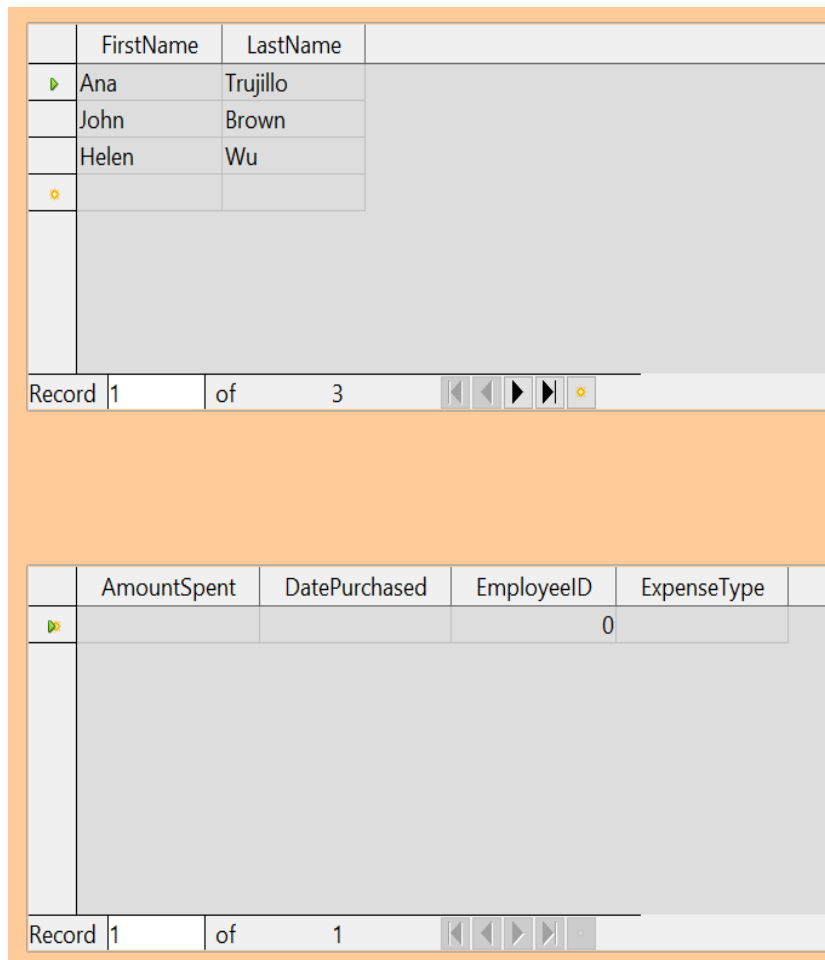 FirstName LastName
Ana Trujillo
John Brown
Helen Wu
Record 1 of 3
AmountSpent DatePurchased EmployeeID ExpenseType
0
Record 1 of 1